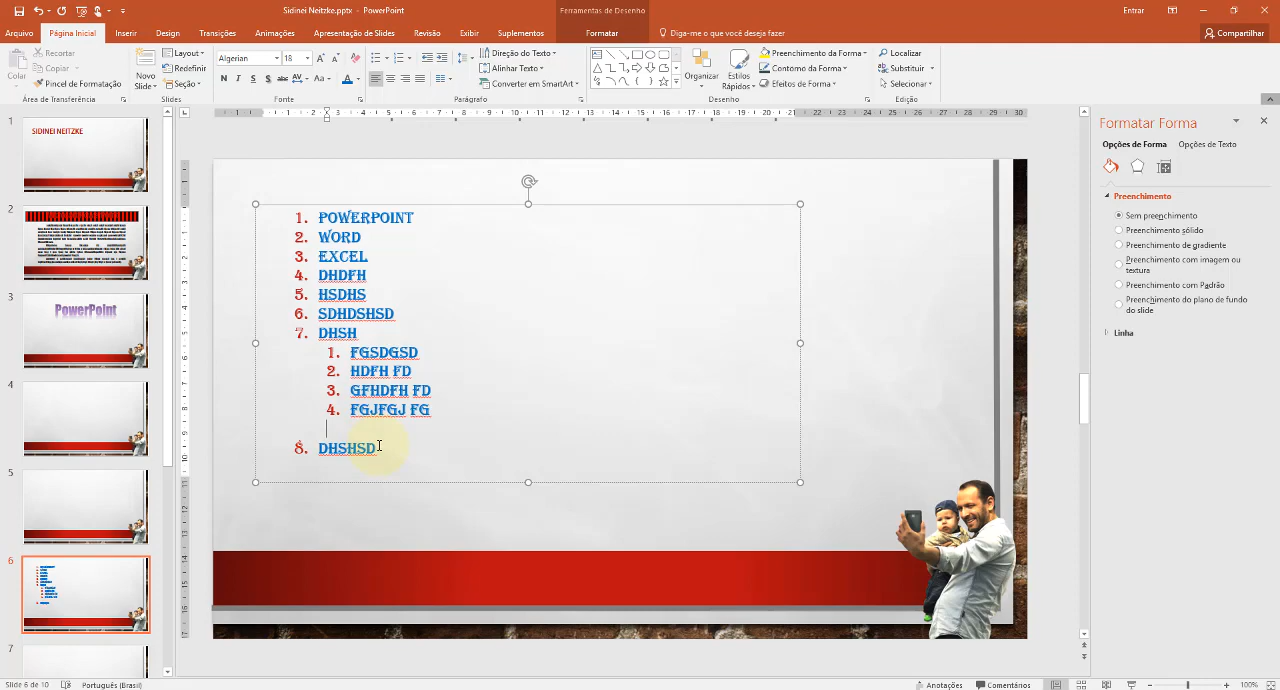 Sidinei Neitzke.pptx - PowerPoint
Ferramentas de Desenho
Entrar
Arquivo Página Inicial Inserir Design Transições Animações Apresentação de Slides Revisão Exibir Suplementos Formatar Diga-me o que você deseja fazer Compartilhar
Colar
Recortar
Copiar
Pincel de Formatação
Área de Transferência
Novo Slide
Layout
Redefinir
Seção
Slides
Algerian 18
Fonte
Direção do Texto
Alinhar Texto
Converter em SmartArt
Parágrafo
Organizar
Estilos Rápidos
Preenchimento da Forma
Contorno da Forma
Efeitos de Forma
Desenho
Localizar
Substituir
Selecionar
Edição
1
SIDINEI NEITZKE
2
3
PowerPoint
4
5
6
7
1. POWERPOINT
2. WORD
3. EXCEL
4. DHDFH
5. HSDHS
6. SDHDSHSD
7. DHSH
1. FGSDGSD
2. HDFH FD
3. GFHDFH FD
4. FGJFGJ FG
8. DHSHSD
Formatar Forma
Opções de Forma Opções de Texto
Preenchimento
Sem preenchimento
Preenchimento sólido
Preenchimento de gradiente
Preenchimento com imagem ou
textura
Preenchimento com Padrão
Preenchimento do plano de fundo
do slide
Linha
Slide 6 de 10 Português (Brasil) Anotações Comentários 100%